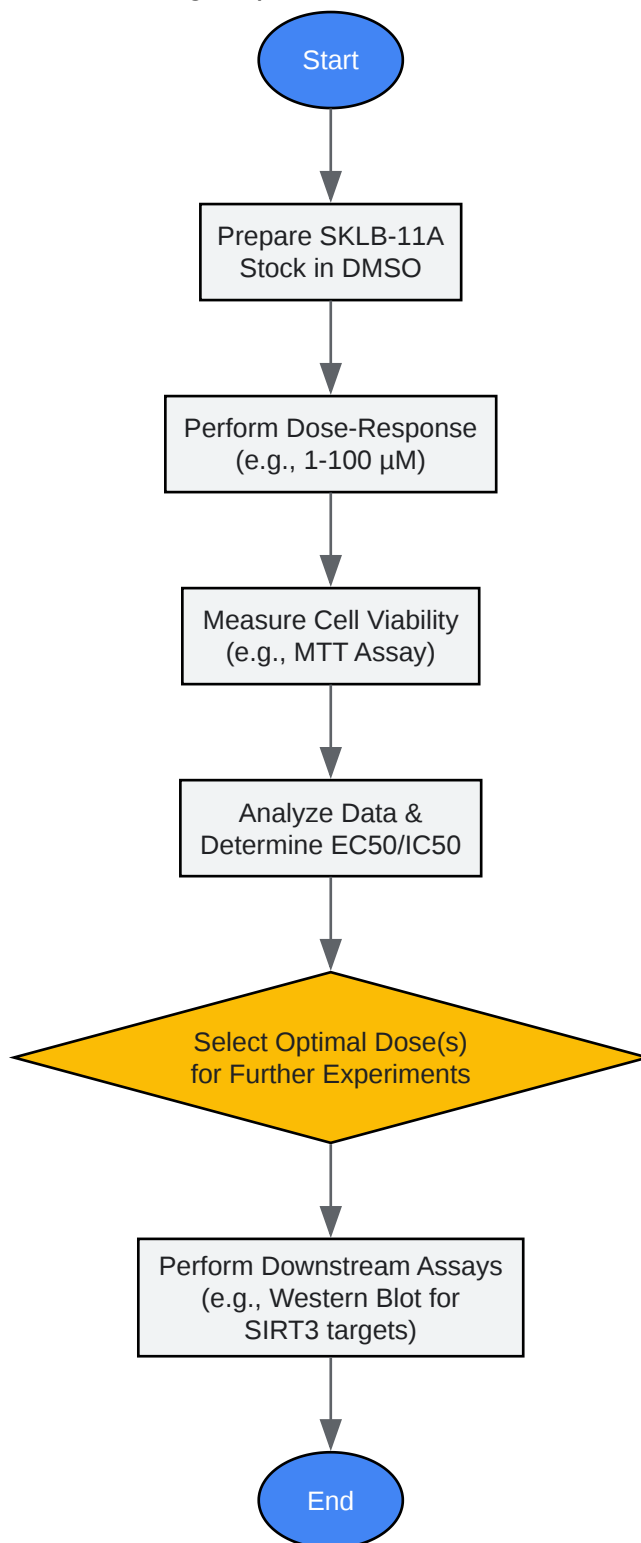 Start
Prepare SKLB-11A
Stock in DMSO
Perform Dose-Response
(e.g., 1-100 µM)
Measure Cell Viability
(e.g., MTT Assay)
Analyze Data &
Determine EC50/IC50
Select Optimal Dose(s)
for Further Experiments
Perform Downstream Assays
(e.g., Western Blot for
SIRT3 targets)
End